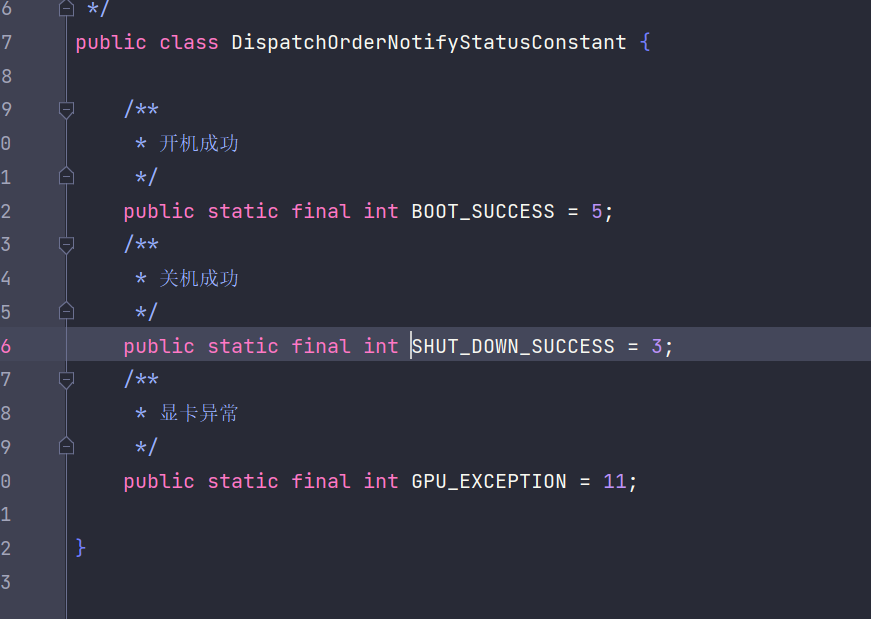 6 */
7 public class DispatchOrderNotifyStatusConstant {
8
9 /**
0 * 开机成功
1 */
2 public static final int BOOT_SUCCESS = 5;
3 /**
4 * 关机成功
5 */
6 public static final int SHUT_DOWN_SUCCESS = 3;
7 /**
8 * 显卡异常
9 */
0 public static final int GPU_EXCEPTION = 11;
1
2 }
3